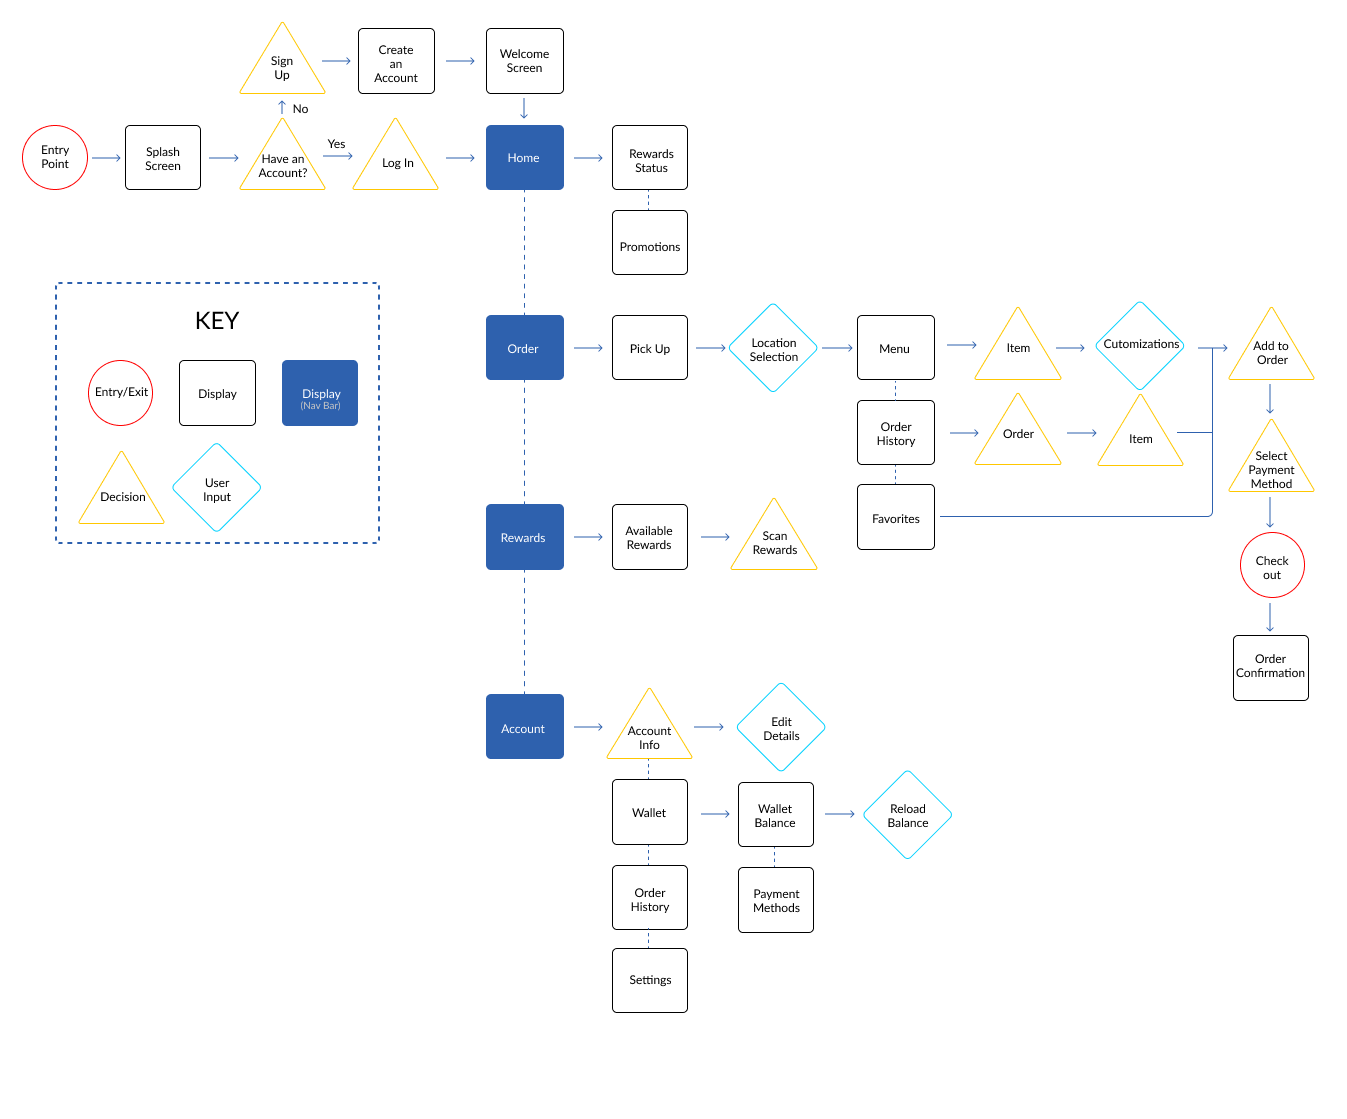 Sign
Up
Create
an
Account
Welcome
Screen
No
Entry
Point
Splash
Screen
Have an
Account?
Yes
Log In
Home
Rewards
Status
Promotions
KEY
Entry/Exit
Display
Display
(Nav Bar)
Decision
User
Input
Order
Pick Up
Location
Selection
Menu
Item
Cutomizations
Add to
Order
Order
History
Order
Item
Select
Payment
Method
Favorites
Rewards
Available
Rewards
Scan
Rewards
Check
out
Order
Confirmation
Account
Account
Info
Edit
Details
Wallet
Wallet
Balance
Reload
Balance
Order
History
Payment
Methods
Settings